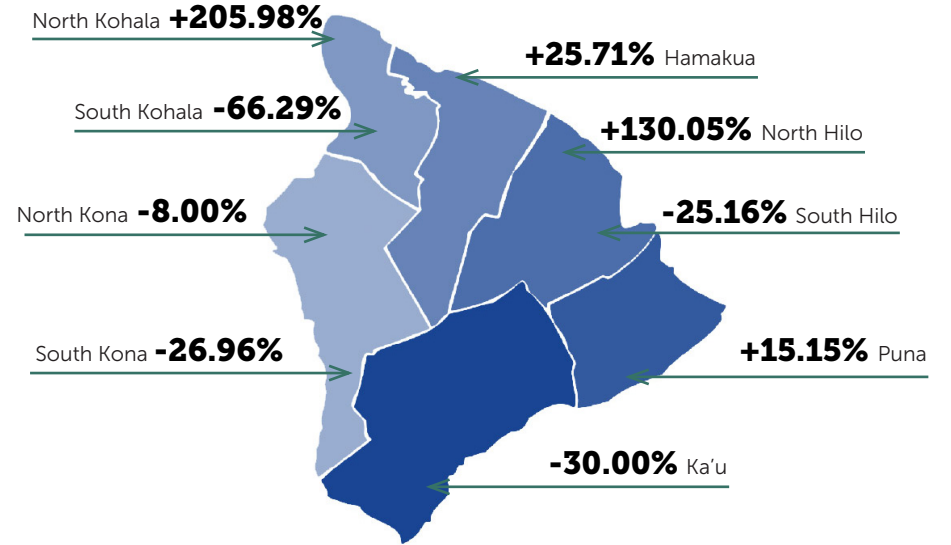 North Kohala +205.98%
+25.71% Hamakua
South Kohala -66.29%
+130.05% North Hilo
North Kona -8.00%
-25.16% South Hilo
South Kona -26.96%
+15.15% Puna
-30.00% Ka’u